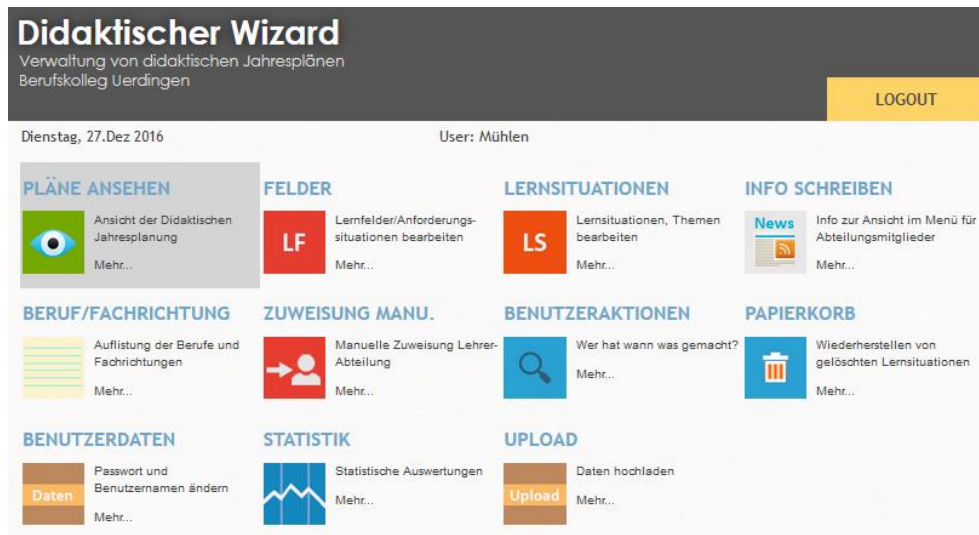 Didaktischer Wizard
Verwaltung von didaktischen Jahresplänen
Berufskolleg Uerdingen
LOGOUT
Dienstag, 27.Dez 2016
User: Mühlen
PLÄNE ANSEHEN
Ansicht der Didaktischen
Jahresplanung
Mehr...
FELDER
LF
Lernfelder/Anforderungs-
situationen bearbeiten
Mehr...
LERNSITUATIONEN
LS
Lernsituationen, Themen
bearbeiten
Mehr...
INFO SCHREIBEN
News
Info zur Ansicht im Menü für
Abteilungsmitglieder
Mehr...
BERUF/FACHRICHTUNG
Auflistung der Berufe und
Fachrichtungen
Mehr...
ZUWEISUNG MANU.
Manuelle Zuweisung Lehrer-
Abteilung
Mehr...
BENUTZERAKTIONEN
Wer hat wann was gemacht?
Mehr...
PAPIERKORB
Wiederherstellen von
gelöschten Lernsituationen
Mehr...
BENUTZERDATEN
Daten
Passwort und
Benutzernamen ändern
Mehr...
STATISTIK
Statistische Auswertungen
Mehr...
UPLOAD
Upload
Daten hochladen
Mehr...